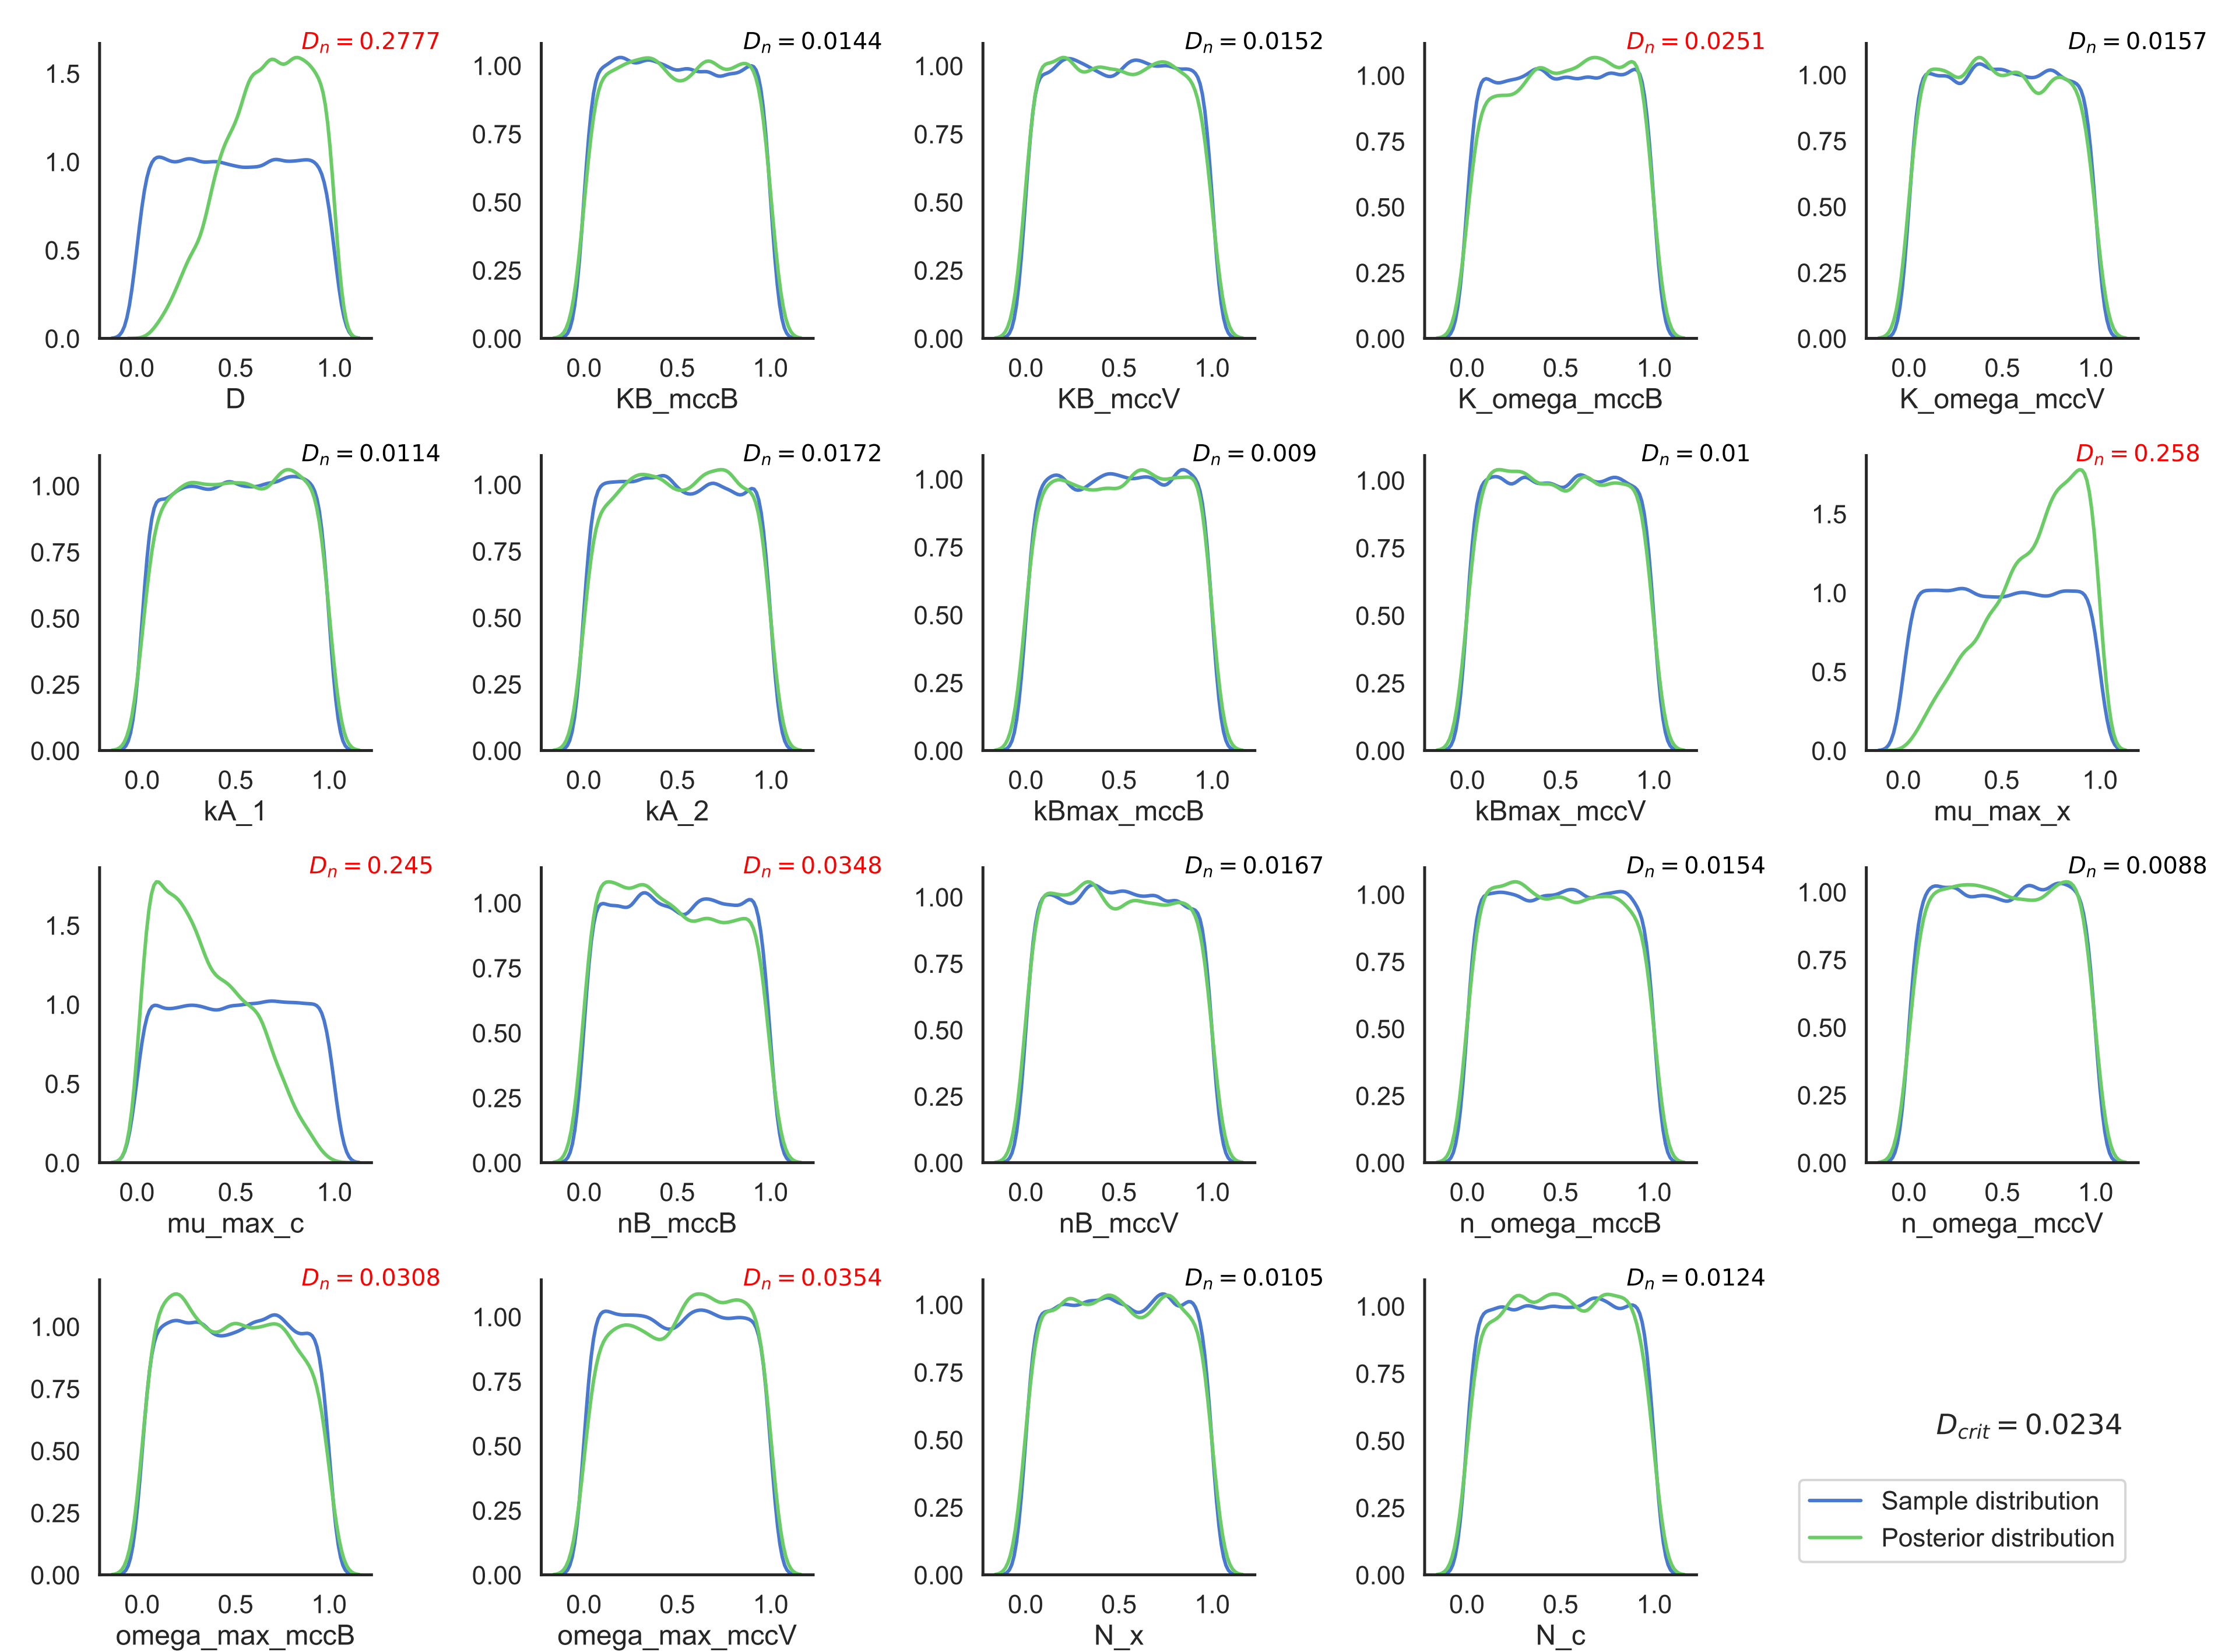 D_n = 0.2777
1.5
1.0
0.5
0.0
0.0 0.5 1.0
D
D_n = 0.0144
1.00
0.75
0.50
0.25
0.00
0.0 0.5 1.0
KB_mccB
D_n = 0.0152
1.00
0.75
0.50
0.25
0.00
0.0 0.5 1.0
KB_mccV
D_n = 0.0251
1.00
0.75
0.50
0.25
0.00
0.0 0.5 1.0
K_omega_mccB
D_n = 0.0157
1.00
0.75
0.50
0.25
0.00
0.0 0.5 1.0
K_omega_mccV
D_n = 0.0114
1.00
0.75
0.50
0.25
0.00
0.0 0.5 1.0
kA_1
D_n = 0.0172
1.00
0.75
0.50
0.25
0.00
0.0 0.5 1.0
kA_2
D_n = 0.009
1.00
0.75
0.50
0.25
0.00
0.0 0.5 1.0
kBmax_mccB
D_n = 0.01
1.00
0.75
0.50
0.25
0.00
0.0 0.5 1.0
kBmax_mccV
D_n = 0.258
1.5
1.0
0.5
0.0
0.0 0.5 1.0
mu_max_x
D_n = 0.245
1.5
1.0
0.5
0.0
0.0 0.5 1.0
mu_max_c
D_n = 0.0348
1.00
0.75
0.50
0.25
0.00
0.0 0.5 1.0
nB_mccB
D_n = 0.0167
1.00
0.75
0.50
0.25
0.00
0.0 0.5 1.0
nB_mccV
D_n = 0.0154
1.00
0.75
0.50
0.25
0.00
0.0 0.5 1.0
n_omega_mccB
D_n = 0.0088
1.00
0.75
0.50
0.25
0.00
0.0 0.5 1.0
n_omega_mccV
D_n = 0.0308
1.00
0.75
0.50
0.25
0.00
0.0 0.5 1.0
omega_max_mccB
D_n = 0.0354
1.00
0.75
0.50
0.25
0.00
0.0 0.5 1.0
omega_max_mccV
D_n = 0.0105
1.00
0.75
0.50
0.25
0.00
0.0 0.5 1.0
N_x
D_n = 0.0124
1.00
0.75
0.50
0.25
0.00
0.0 0.5 1.0
N_c
D_crit = 0.0234
Sample distribution
Posterior distribution